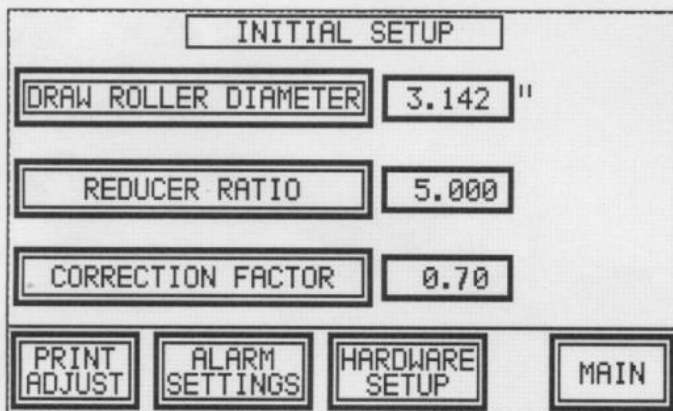 INITIAL SETUP
DRAW ROLLER DIAMETER 3.142 "
REDUCER RATIO 5.000
CORRECTION FACTOR 0.70
PRINT ADJUST ALARM SETTINGS HARDWARE SETUP MAIN